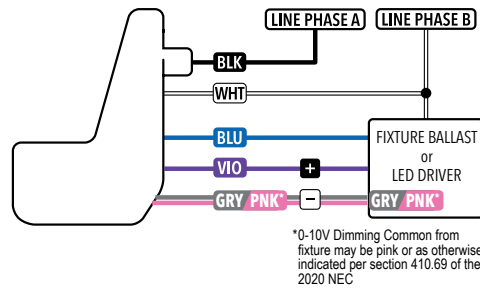 LINE PHASE A
LINE PHASE B
BLK
WHT
BLU
VIO
+
GRY/PNK*
−
FIXTURE BALLAST
or
LED DRIVER
GRY/PNK*
*0-10V Dimming Common from
fixture may be pink or as otherwise
indicated per section 410.69 of the
2020 NEC